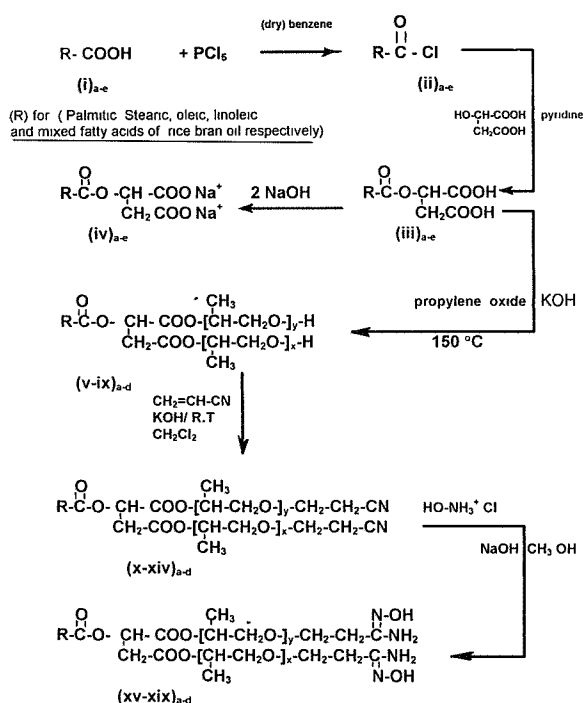 (dry) benzene
R- COOH + PCl5
O
R - C - Cl
(i)a-e
(ii)a-e
(R) for ( Palmitic Stearic, oleic, linoleic
and mixed fatty acids of rice bran oil respectively)
HO-CH-COOH
CH2COOH
pyridine
O
R-C-O- CH -COO Na+
CH2 COO Na+
2 NaOH
O
R-C-O-CH-COOH
CH2COOH
(iv)a-e
(iii)a-e
propylene oxide KOH
150 °C
CH3
O
R-C-O- CH- COO-[CH-CH2O-]y-H
CH2-COO-[CH-CH2O-]x-H
CH3
(v-ix)a-d
CH2=CH-CN
KOH/ R.T
CH2Cl2
CH3
O
R-C-O- CH- COO-[CH-CH2O-]y-CH2-CH2-CN
CH2-COO-[CH-CH2O-]x-CH2-CH2-CN
CH3
HO-NH3+ Cl
NaOH CH3 OH
(x-xiv)a-d
CH3
N-OH
O
R-C-O- CH- COO-[CH-CH2O-]y-CH2-CH2-C-NH2
CH2-COO-[CH-CH2O-]x-CH2-CH2-C-NH2
CH3
N-OH
(xv-xix)a-d